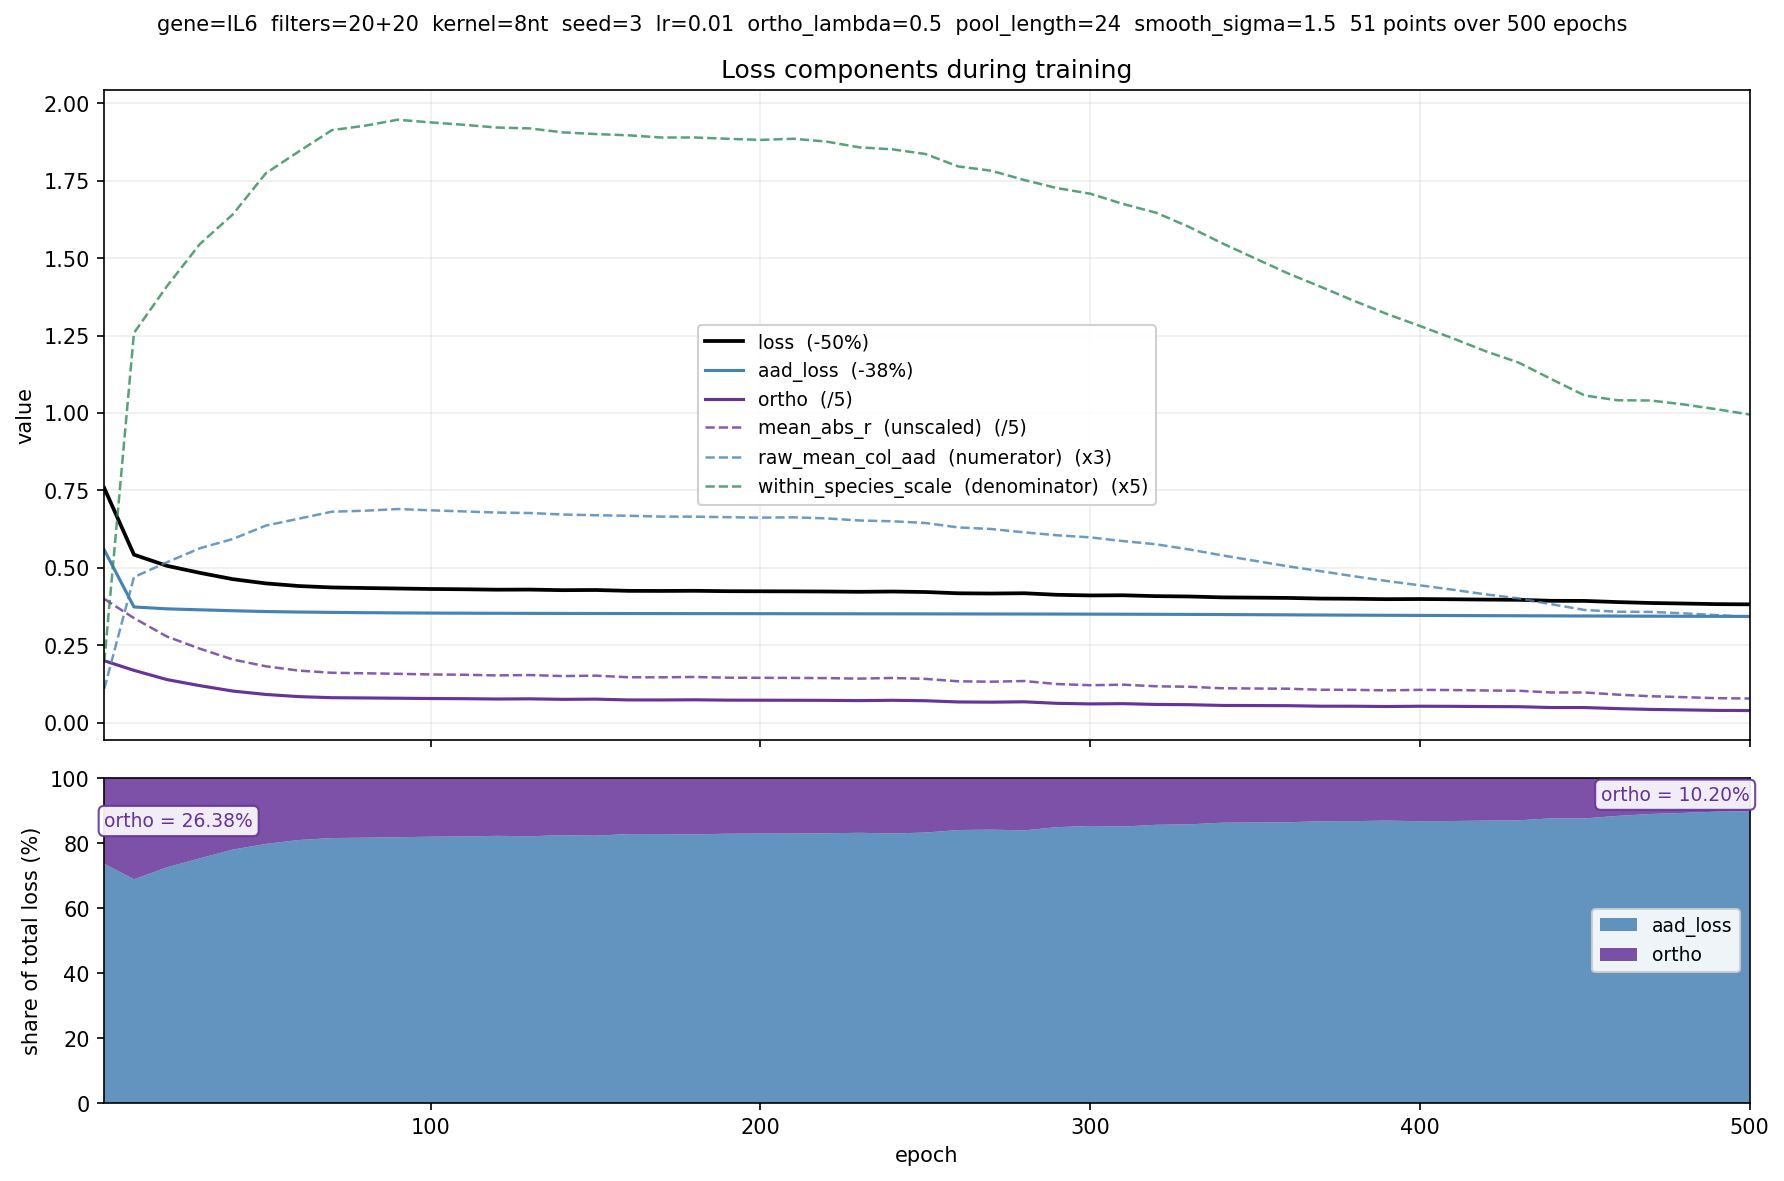 gene=IL6  filters=20+20  kernel=8nt  seed=3  lr=0.01  ortho_lambda=0.5  pool_length=24  smooth_sigma=1.5  51 points over 500 epochs
Loss components during training
2.00
1.75
1.50
1.25
1.00
0.75
0.50
0.25
0.00
value
loss  (-50%)
aad_loss  (-38%)
ortho  (/5)
mean_abs_r  (unscaled)  (/5)
raw_mean_col_aad  (numerator)  (x3)
within_species_scale  (denominator)  (x5)
100
80
60
40
20
0
share of total loss (%)
ortho = 26.38%
ortho = 10.20%
aad_loss
ortho
100
200
300
400
500
epoch